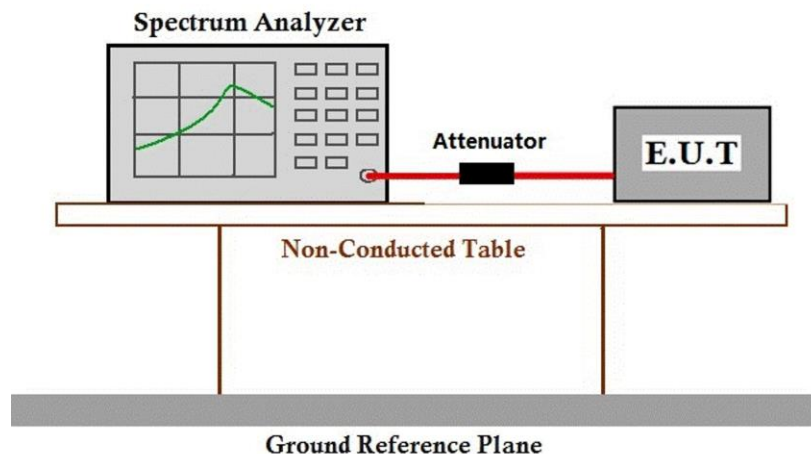 Spectrum Analyzer
Attenuator
E.U.T
Non-Conducted Table
Ground Reference Plane